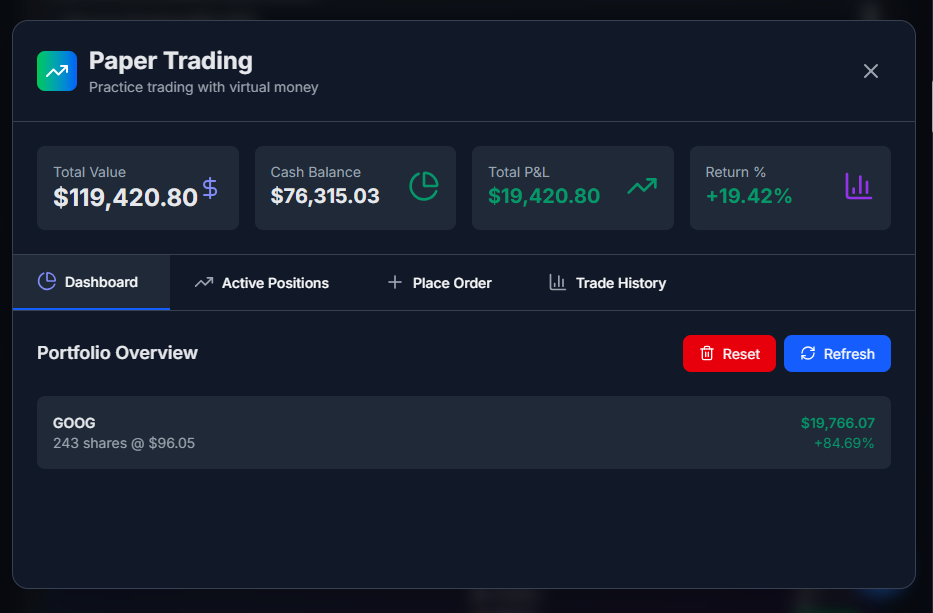 Paper Trading
Practice trading with virtual money
Total Value
$119,420.80
Cash Balance
$76,315.03
Total P&L
$19,420.80
Return %
+19.42%
Dashboard
Active Positions
Place Order
Trade History
Portfolio Overview
Reset
Refresh
GOOG
243 shares @ $96.05
$19,766.07
+84.69%